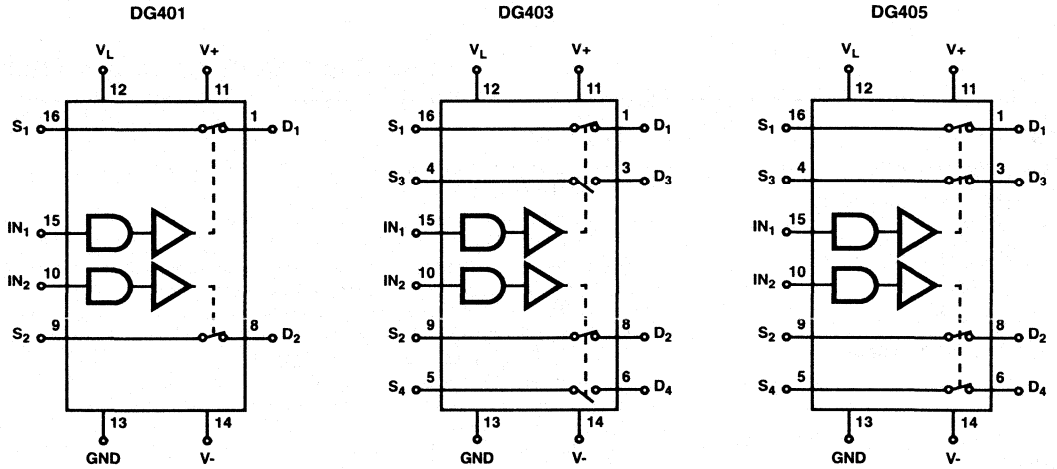 DG401 DG403 DG405
V_L V+ V_L V+ V_L V+
12 11 12 11 12 11
S1 16 1 D1 S1 16 1 D1 S1 16 1 D1
S3 4 3 D3 S3 4 3 D3
IN1 15 IN1 15 IN1 15
IN2 10 IN2 10 IN2 10
S2 9 8 D2 S2 9 8 D2 S2 9 8 D2
S4 5 6 D4 S4 5 6 D4
13 14 13 14 13 14
GND V- GND V- GND V-